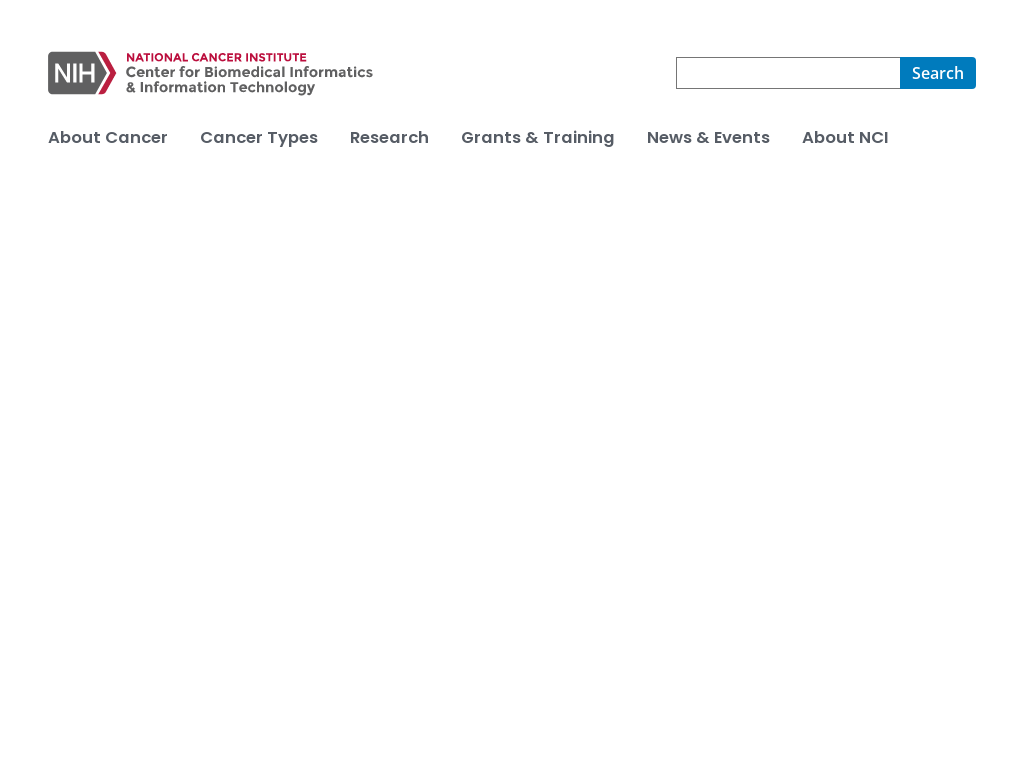 NIH
NATIONAL CANCER INSTITUTE
Center for Biomedical Informatics
& Information Technology
Search
About Cancer Cancer Types Research Grants & Training News & Events About NCI